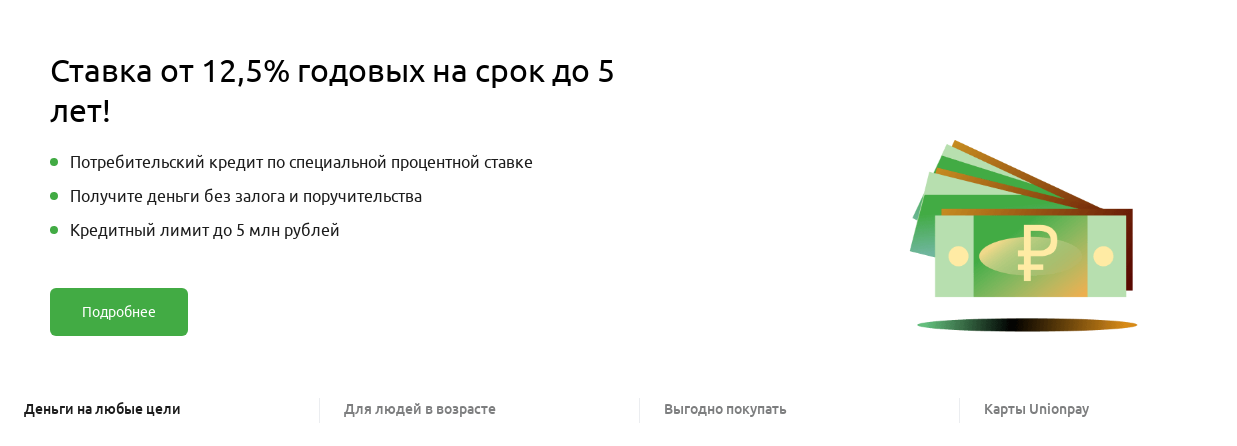 Ставка от 12,5% годовых на срок до 5
лет!
Потребительский кредит по специальной процентной ставке
Получите деньги без залога и поручительства
Кредитный лимит до 5 млн рублей
₽
Подробнее
Деньги на любые цели
Для людей в возрасте
Выгодно покупать
Карты Unionpay